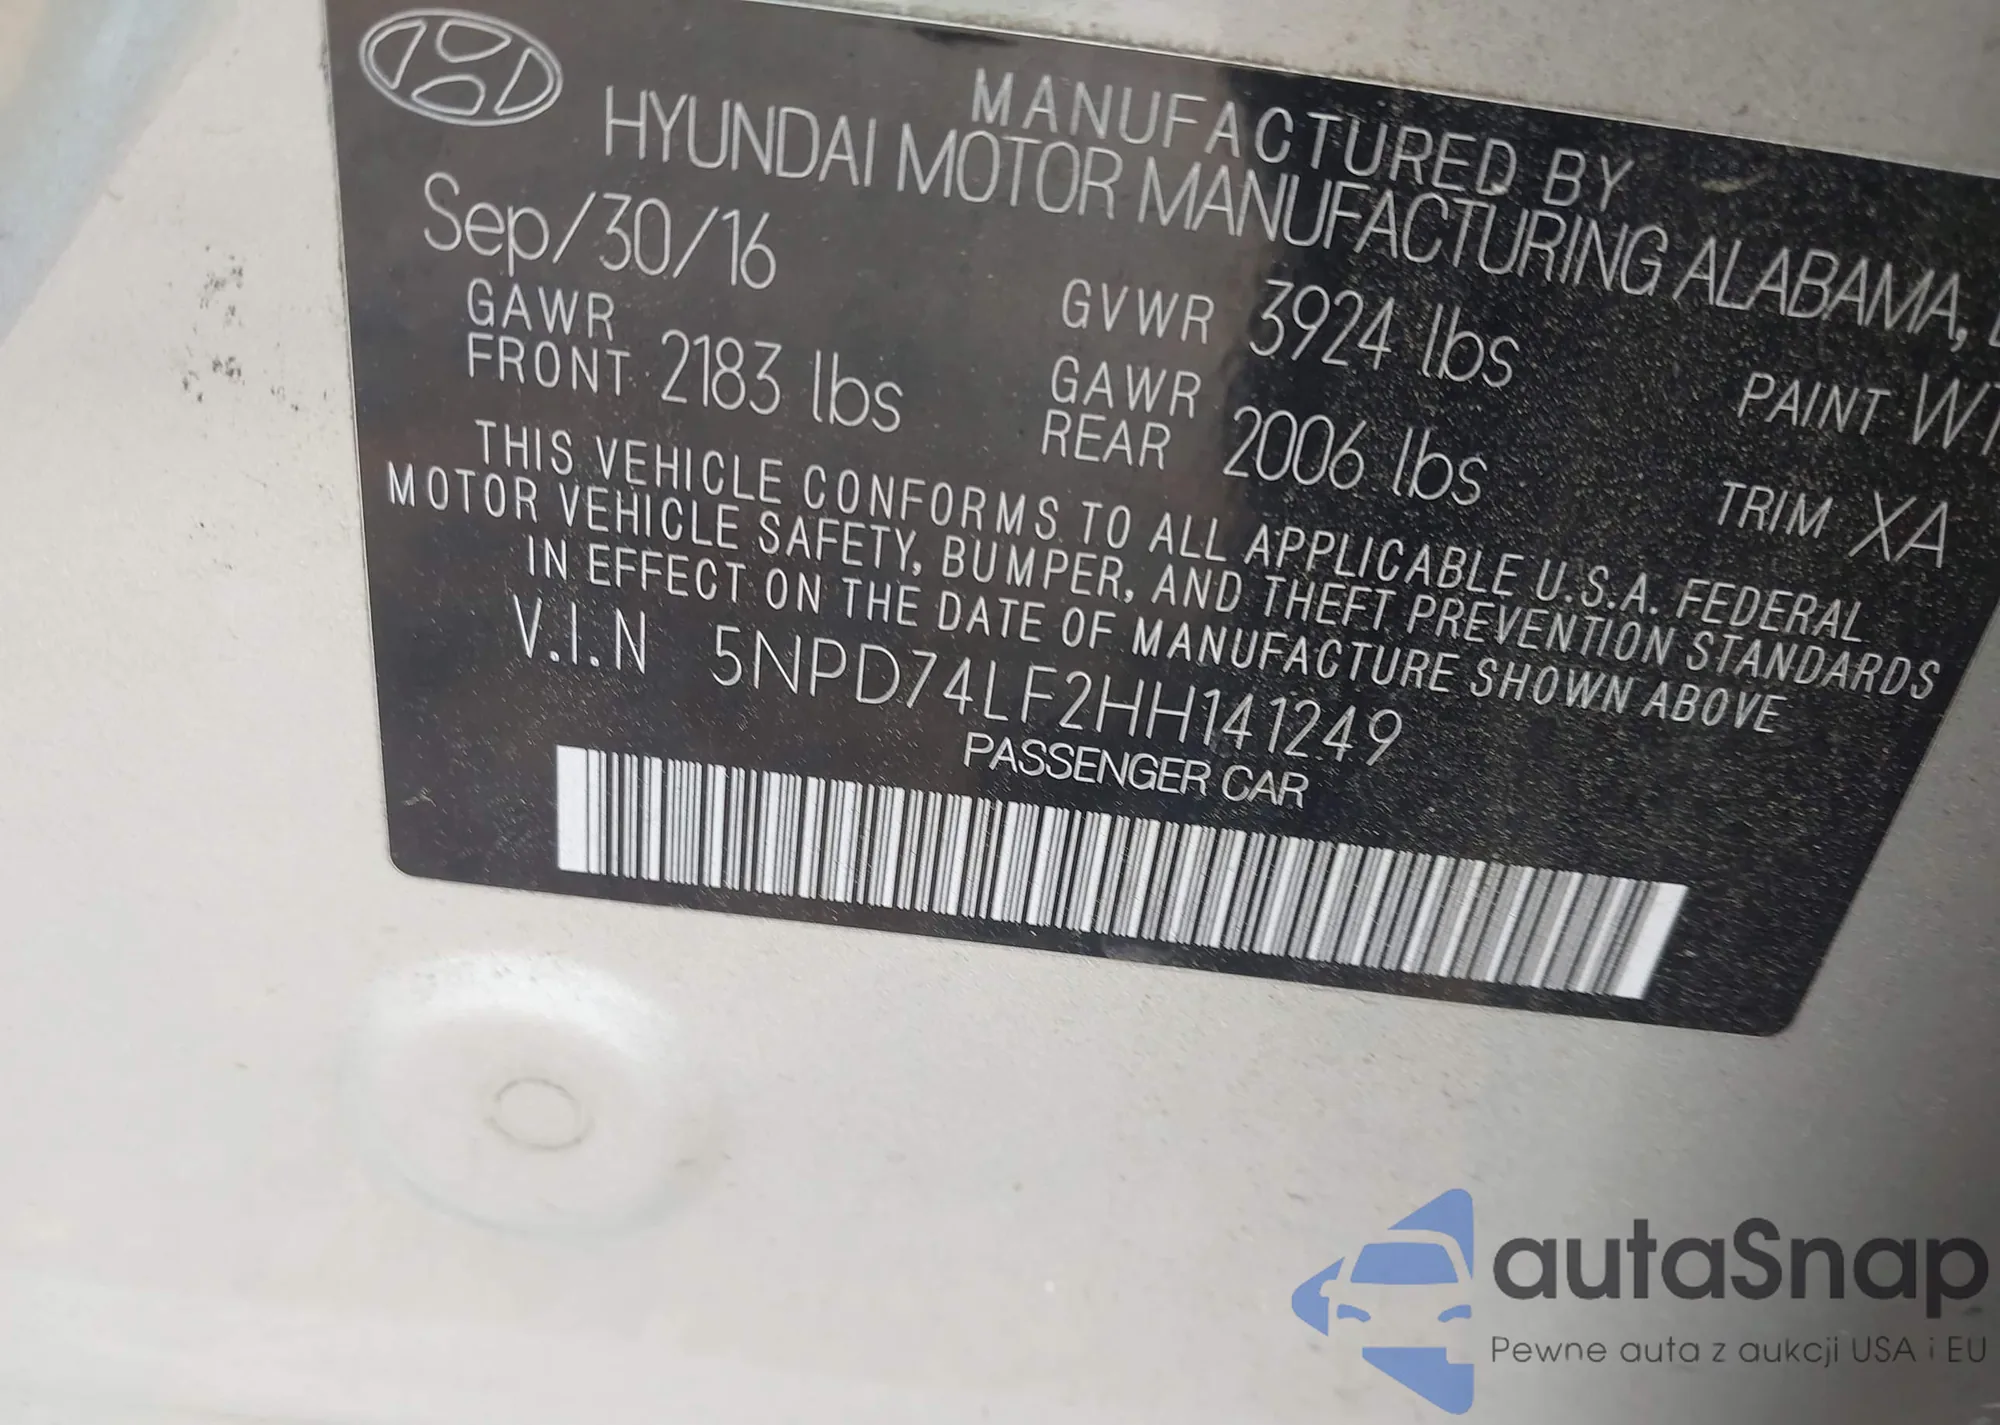 MANUFACTURED BY
HYUNDAI MOTOR MANUFACTURING ALABAMA,
Sep/30/16
GVWR 3924 lbs
PAINT
GAWR
FRONT 2183 lbs
GAWR
REAR 2006 lbs
TRIM XA
THIS VEHICLE CONFORMS TO ALL APPLICABLE U.S.A. FEDERAL
MOTOR VEHICLE SAFETY, BUMPER, AND THEFT PREVENTION STANDARDS
IN EFFECT ON THE DATE OF MANUFACTURE SHOWN ABOVE
V.I.N 5NPD74LF2HH141249
PASSENGER CAR
autaSnap
Pewne auta z aukcji USA i EU